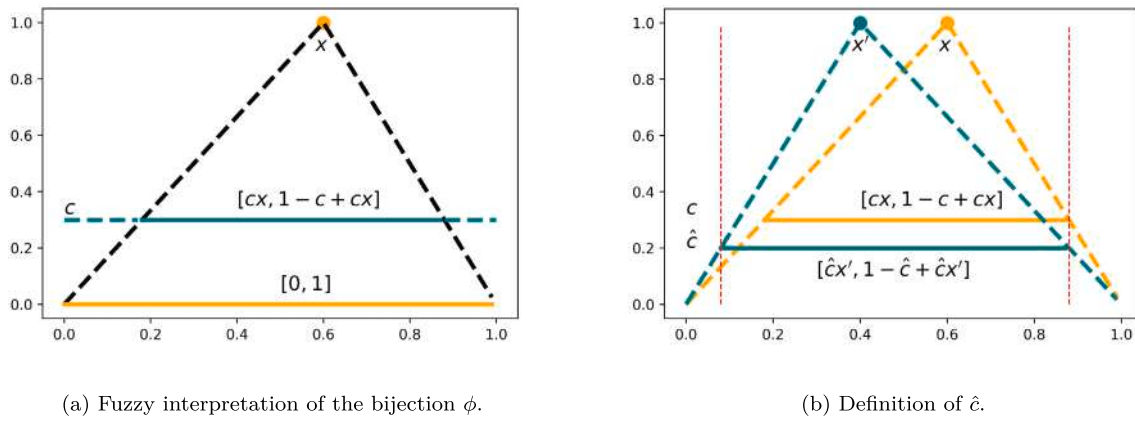 1.0
0.8
0.6
0.4
0.2
0.0
x
c
[cx, 1 − c + cx]
[0, 1]
0.0 0.2 0.4 0.6 0.8 1.0
(a) Fuzzy interpretation of the bijection ϕ.
1.0
0.8
0.6
0.4
0.2
0.0
x′ x
c
[cx, 1 − c + cx]
ĉ
[ĉx′, 1 − ĉ + ĉx′]
0.0 0.2 0.4 0.6 0.8 1.0
(b) Definition of ĉ.